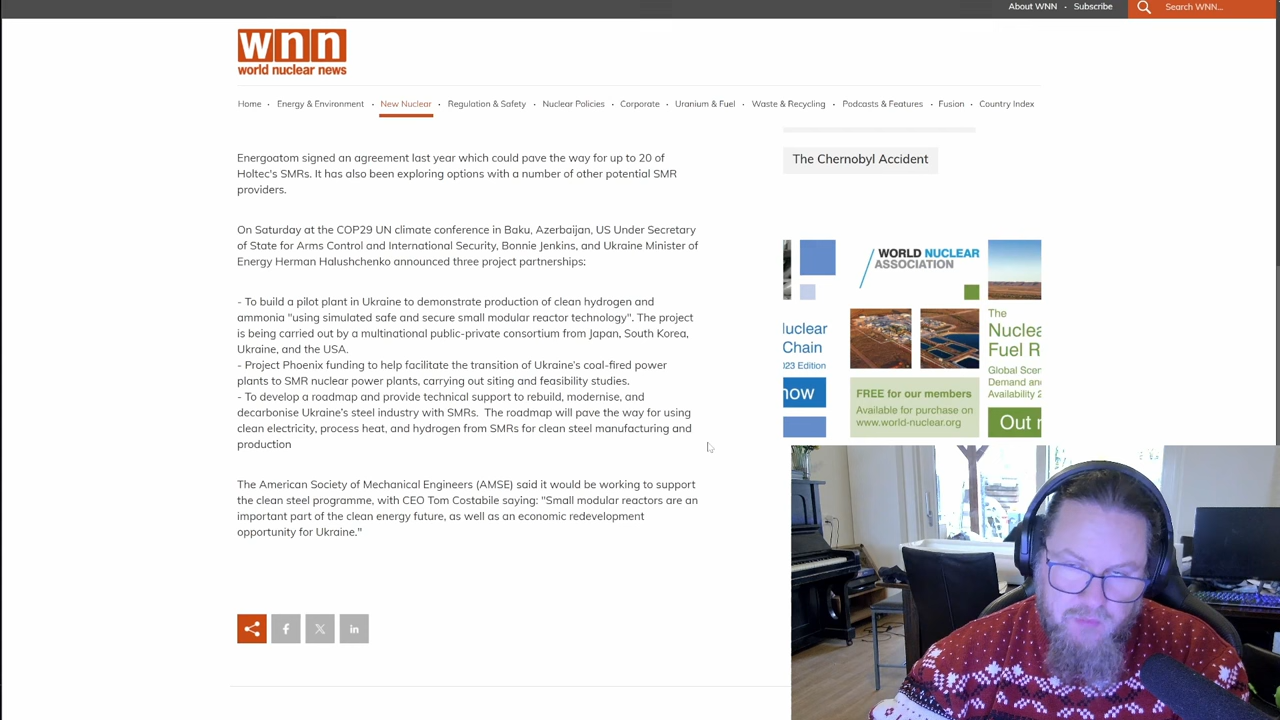 About WNN · Subscribe
Search WNN...
wnn
world nuclear news
Home · Energy & Environment · New Nuclear · Regulation & Safety · Nuclear Policies · Corporate · Uranium & Fuel · Waste & Recycling · Podcasts & Features · Fusion · Country Index
Energoatom signed an agreement last year which could pave the way for up to 20 of
Holtec's SMRs. It has also been exploring options with a number of other potential SMR
providers.
On Saturday at the COP29 UN climate conference in Baku, Azerbaijan, US Under Secretary
of State for Arms Control and International Security, Bonnie Jenkins, and Ukraine Minister of
Energy Herman Halushchenko announced three project partnerships:
- To build a pilot plant in Ukraine to demonstrate production of clean hydrogen and
ammonia "using simulated safe and secure small modular reactor technology". The project
is being carried out by a multinational public-private consortium from Japan, South Korea,
Ukraine, and the USA.
- Project Phoenix funding to help facilitate the transition of Ukraine's coal-fired power
plants to SMR nuclear power plants, carrying out siting and feasibility studies.
- To develop a roadmap and provide technical support to rebuild, modernise, and
decarbonise Ukraine's steel industry with SMRs. The roadmap will pave the way for using
clean electricity, process heat, and hydrogen from SMRs for clean steel manufacturing and
production
The American Society of Mechanical Engineers (AMSE) said it would be working to support
the clean steel programme, with CEO Tom Costabile saying: "Small modular reactors are an
important part of the clean energy future, as well as an economic redevelopment
opportunity for Ukraine."
f
X
in
The Chernobyl Accident
WORLD NUCLEAR
ASSOCIATION
uclear
Chain
23 Edition
now
FREE for our members
Available for purchase on
www.world-nuclear.org
The
Nuclea
Fuel R
Global Scen
Demand and
Availability 2
Out